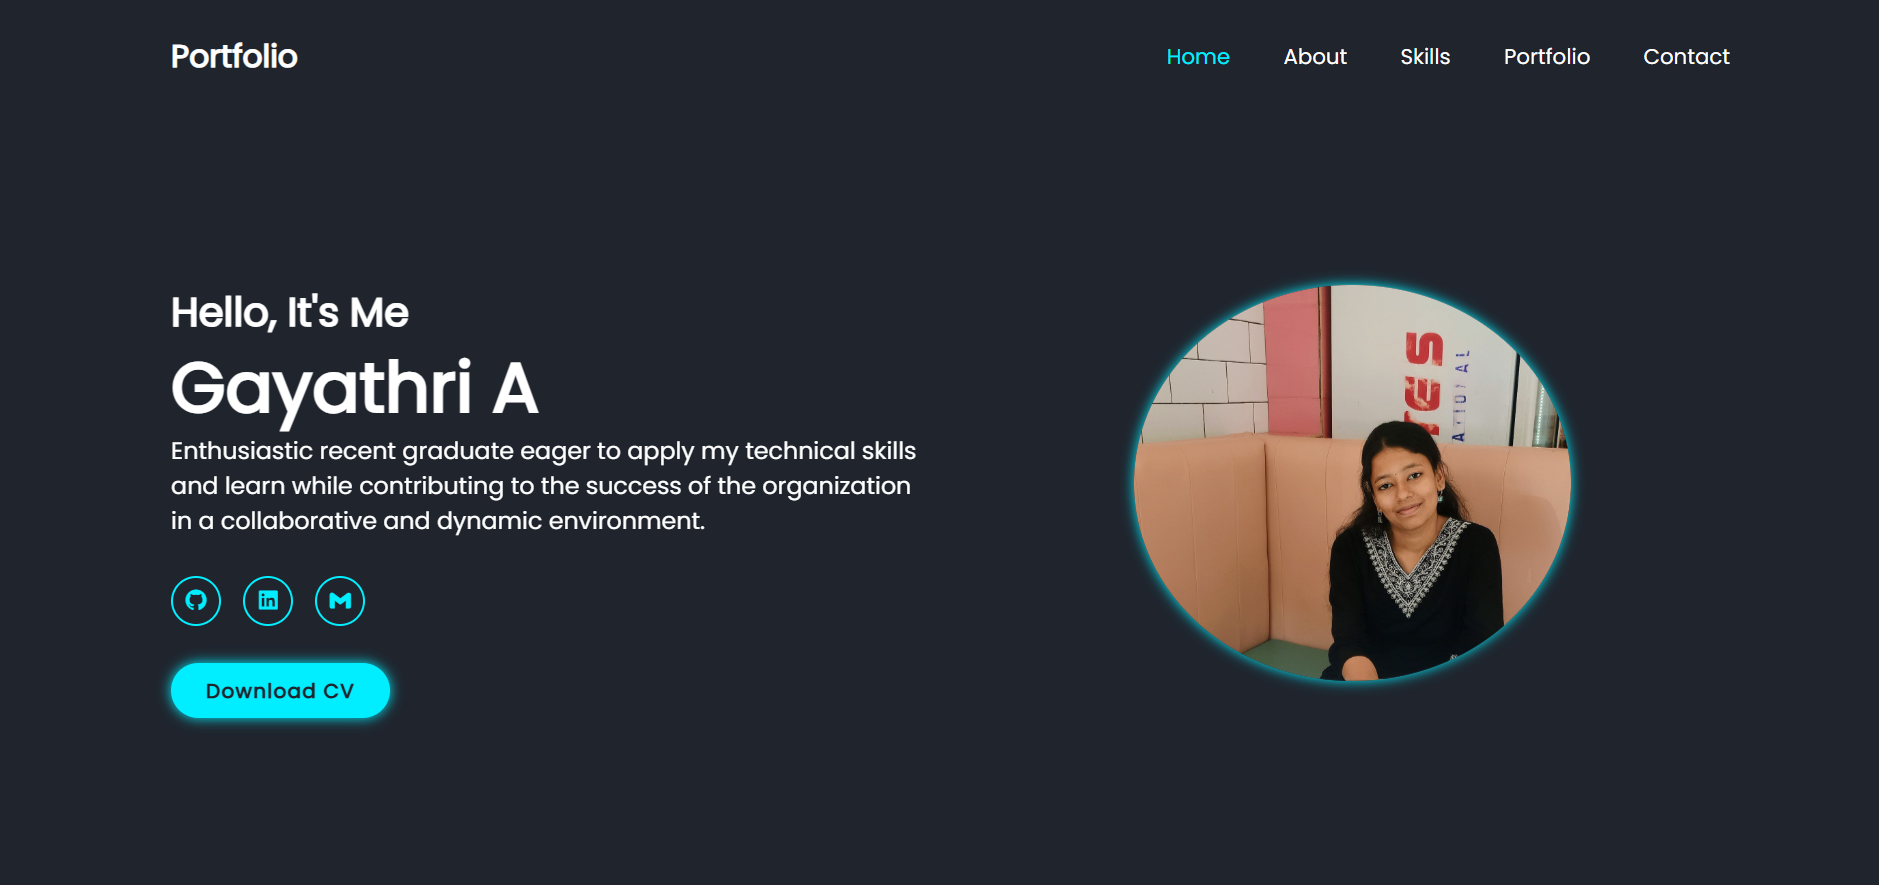 Portfolio
Home About Skills Portfolio Contact
Hello, It's Me
Gayathri A
Enthusiastic recent graduate eager to apply my technical skills
and learn while contributing to the success of the organization
in a collaborative and dynamic environment.
Download CV